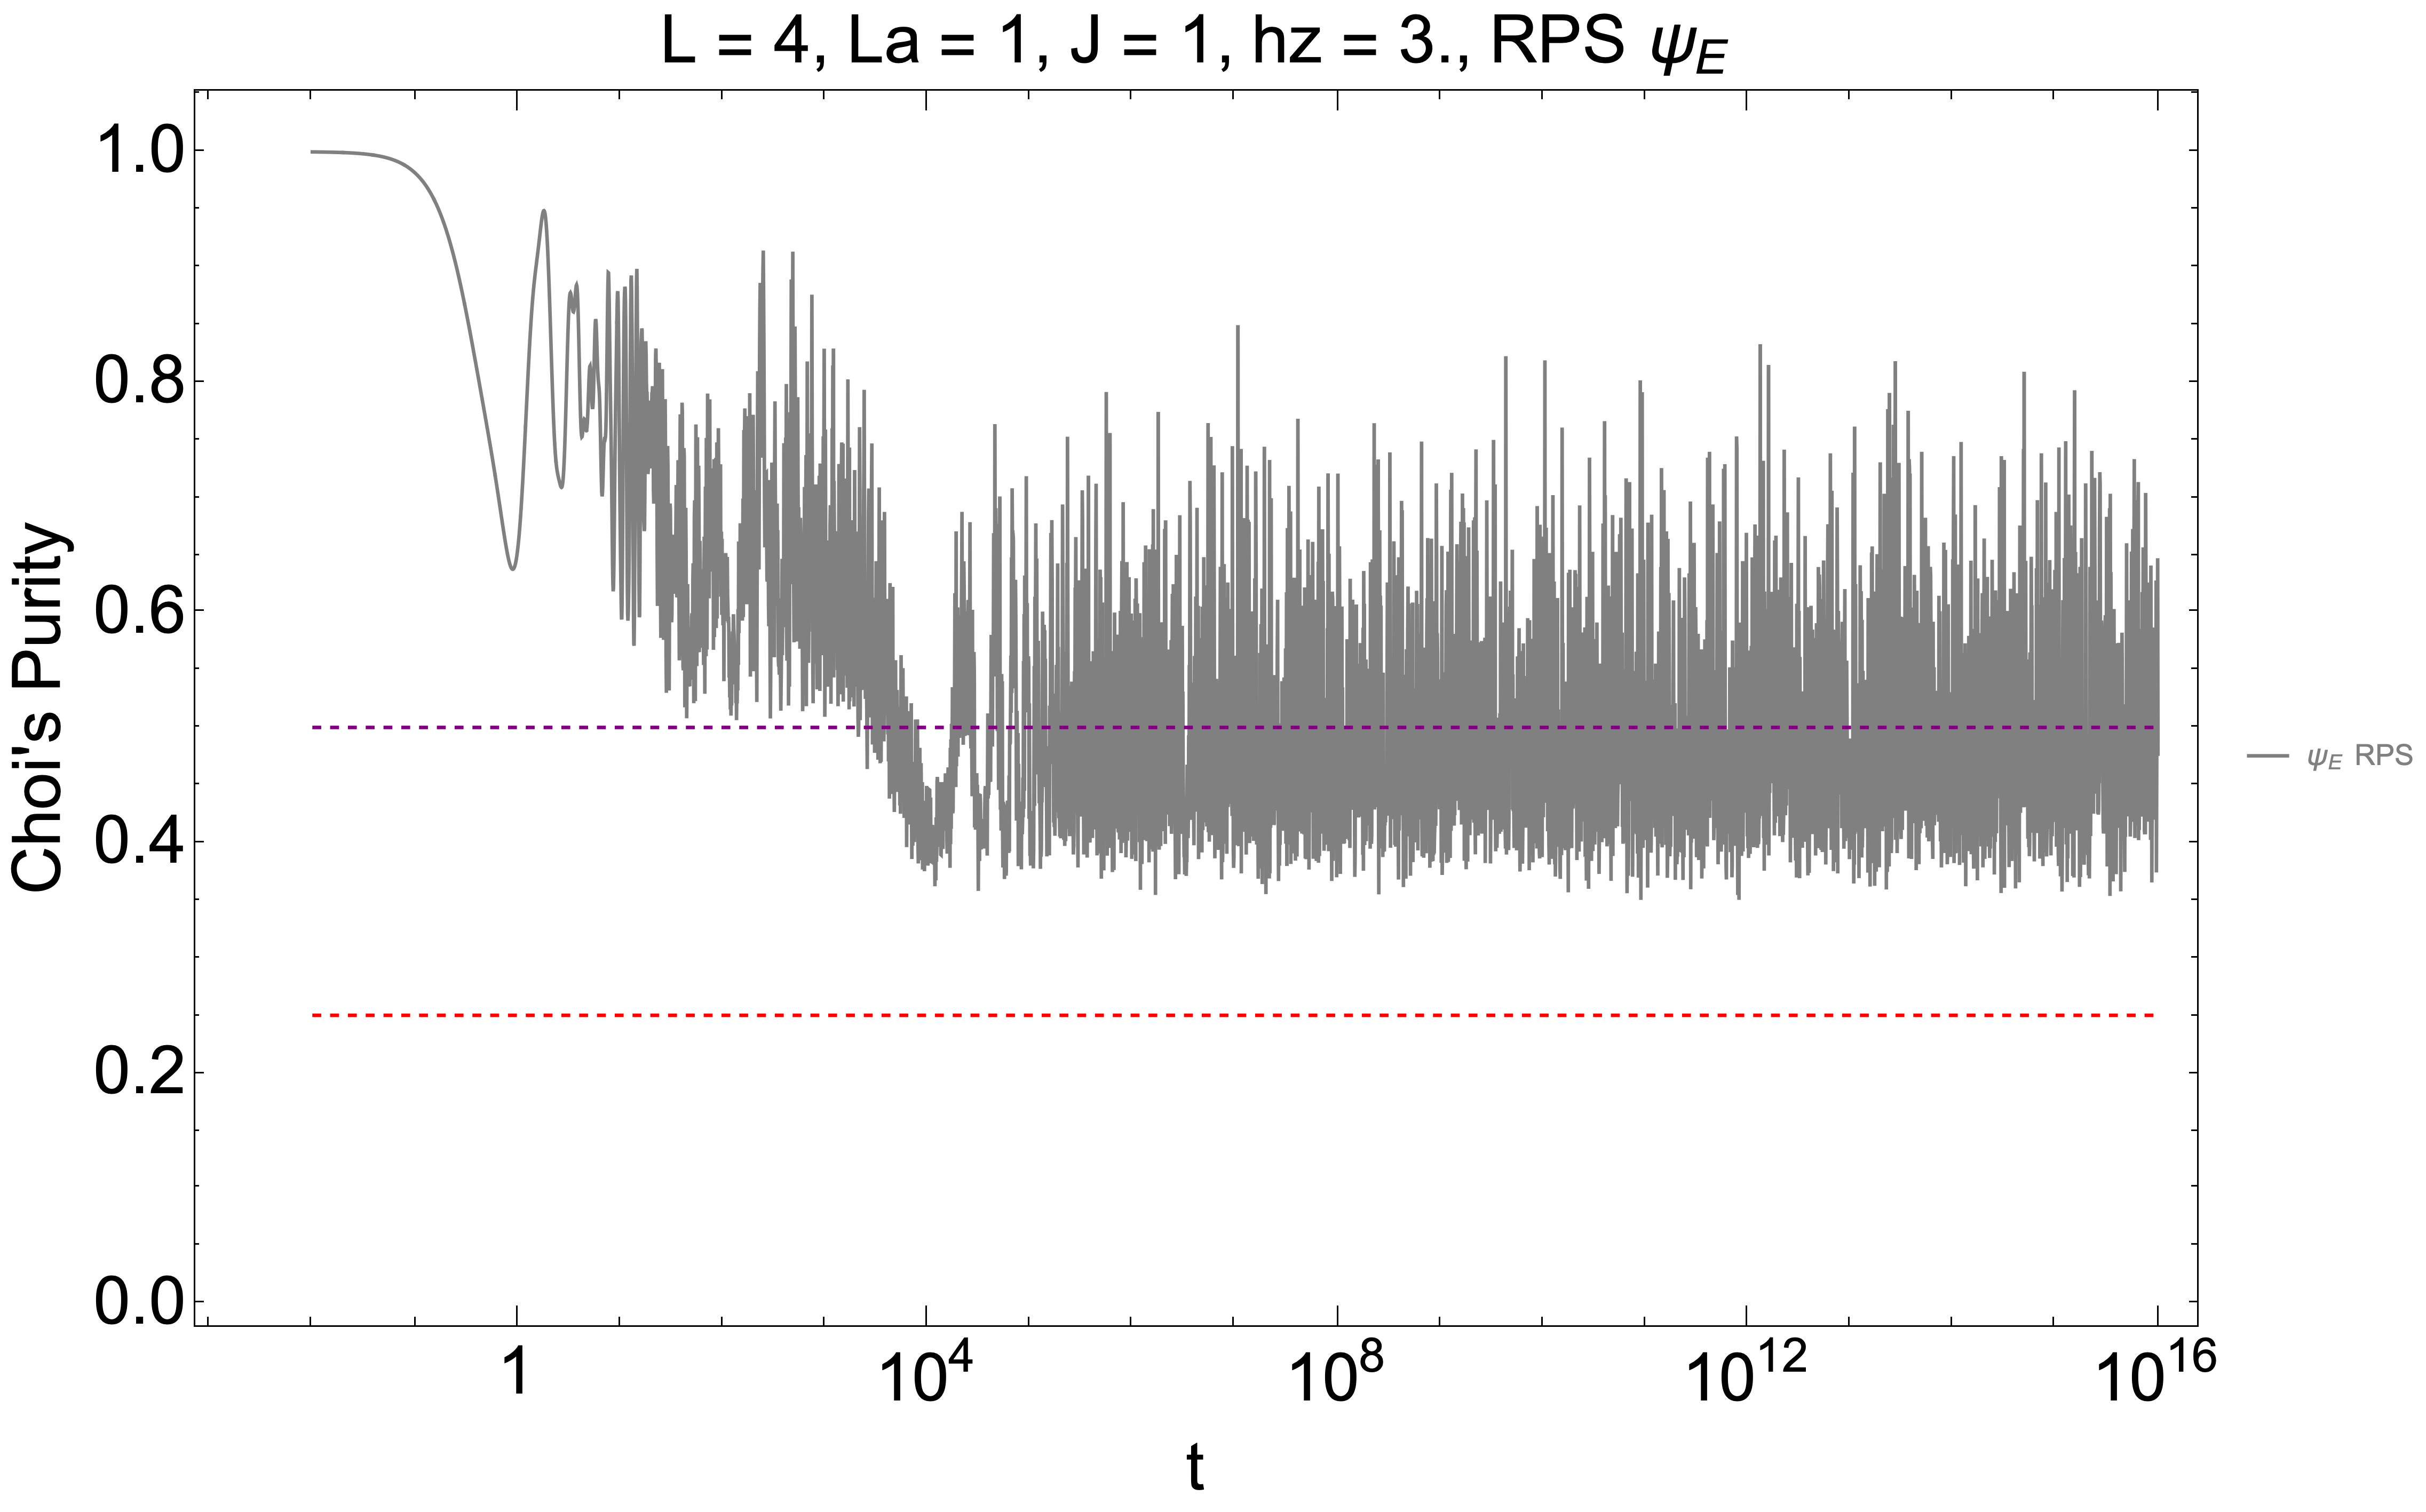 L = 4, La = 1, J = 1, hz = 3., RPS ψ_E
Choi's Purity
1.0
0.8
0.6
0.4
0.2
0.0
1
10^4
10^8
10^12
10^16
t
ψ_E RPS